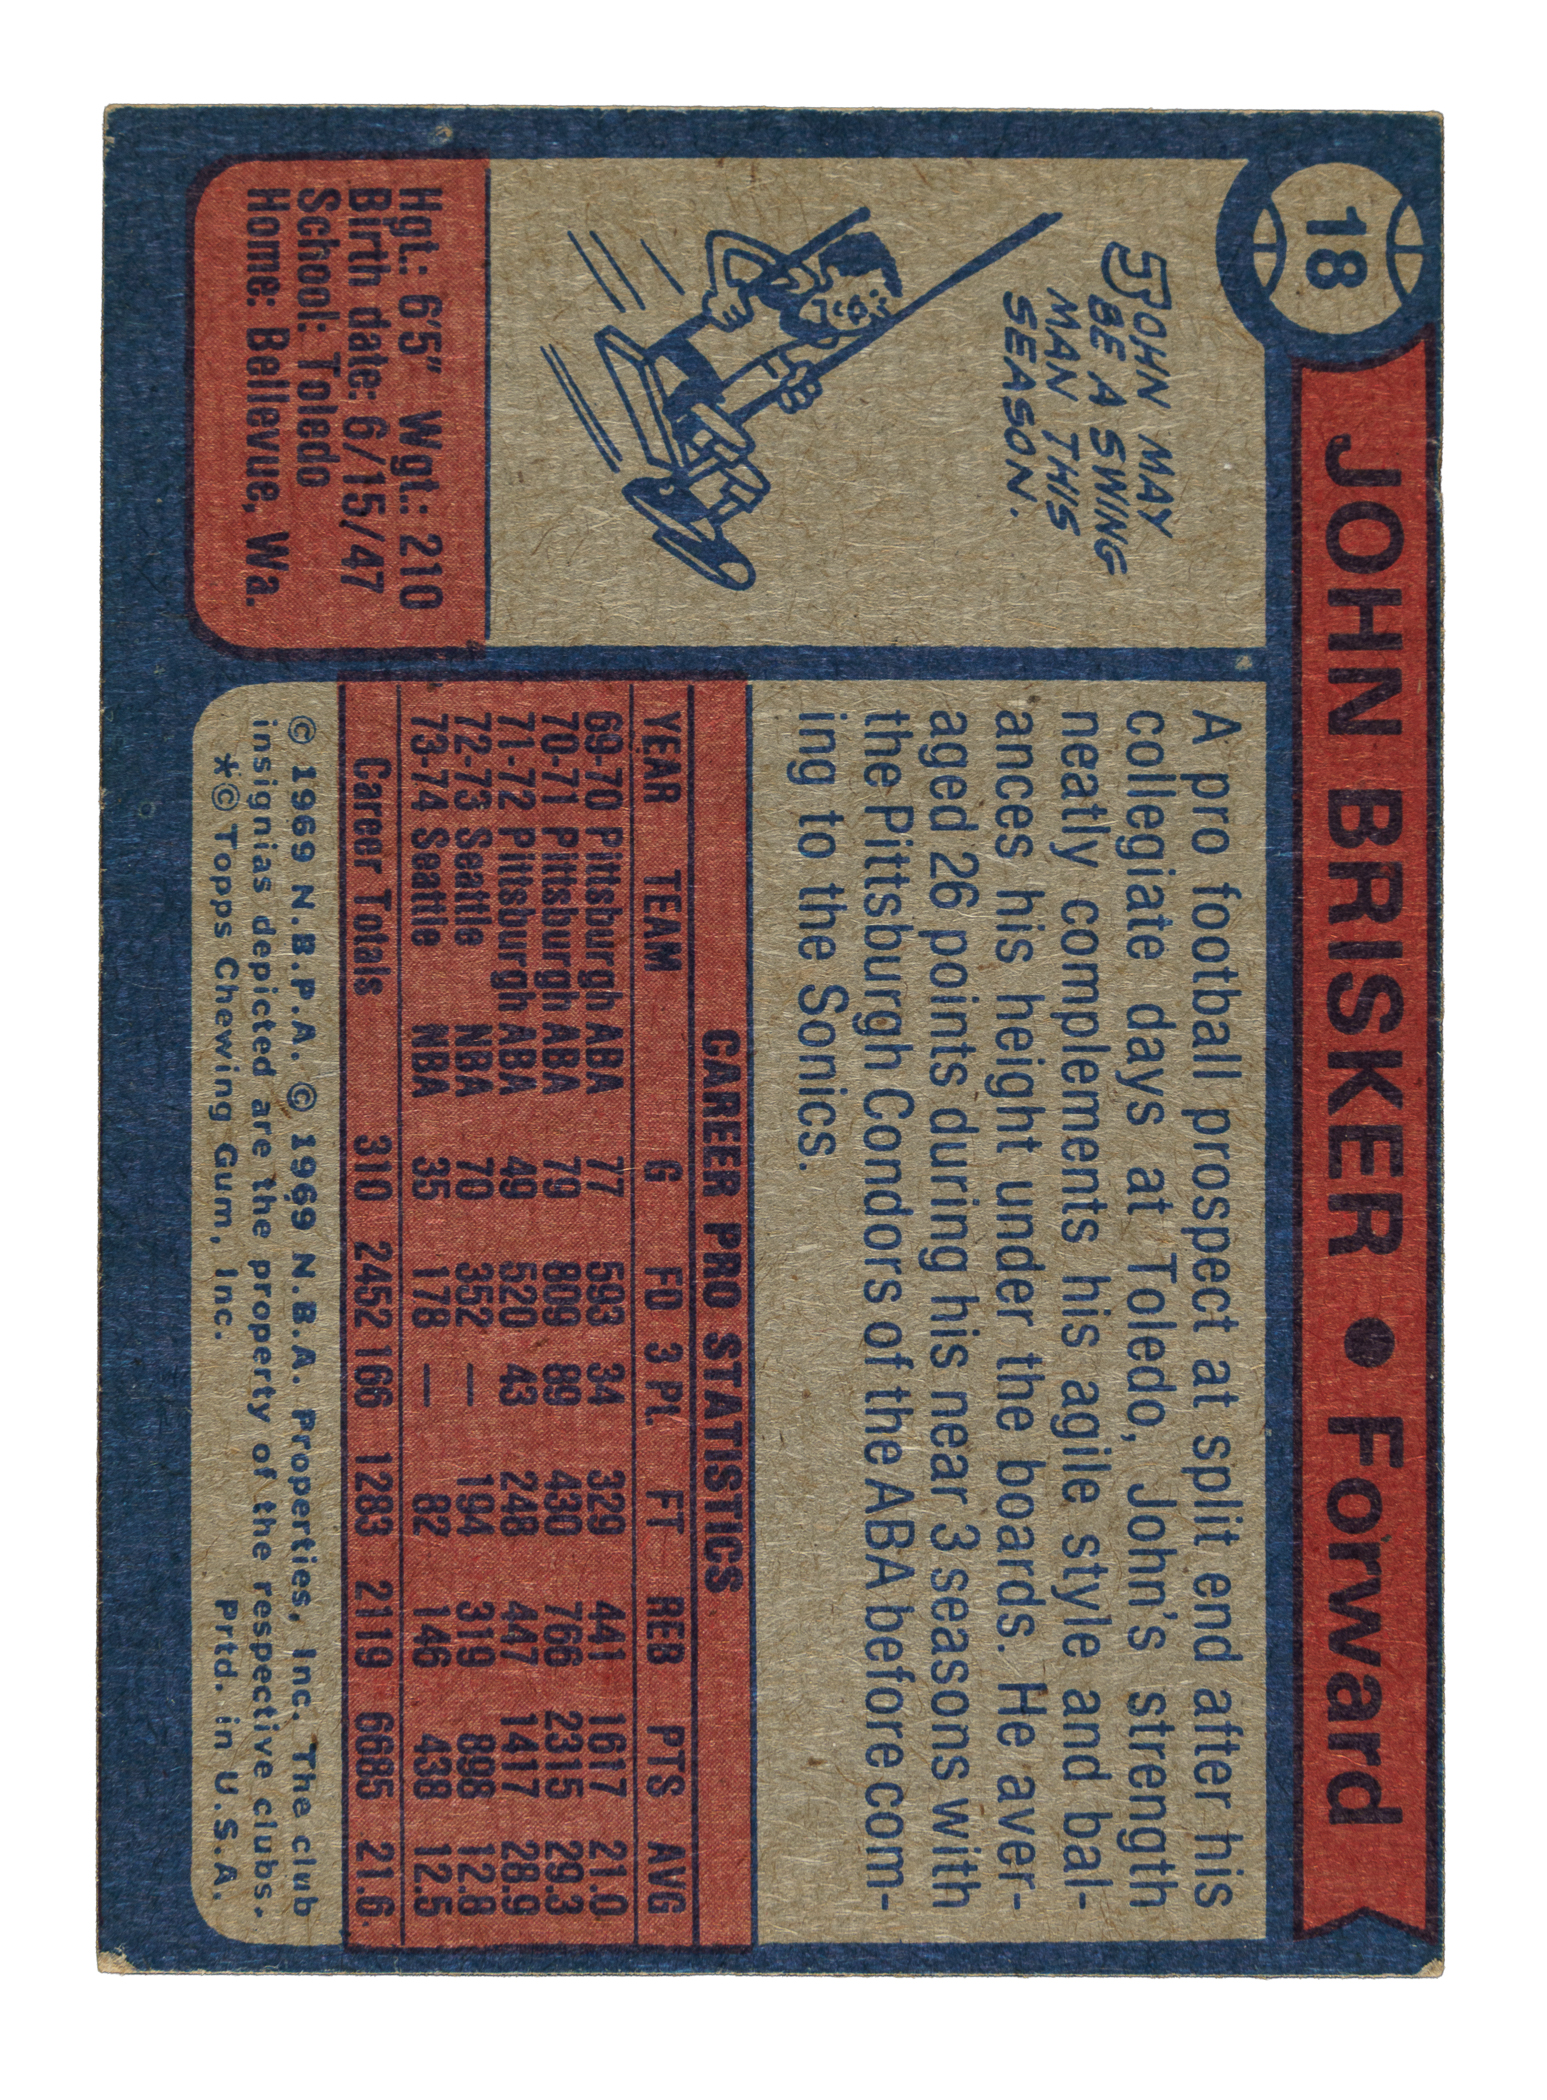 18
JOHN BRISKER • Forward
JOHN MAY
BE A SWING
MAN THIS
SEASON.
Hgt.: 6'5" Wgt.: 210
Birth date: 6/15/47
School: Toledo
Home: Bellevue, Wa.
A pro football prospect at split end after his
collegiate days at Toledo, John's strength
neatly complements his agile style and bal-
ances his height under the boards. He aver-
aged 26 points during his near 3 seasons with
the Pittsburgh Condors of the ABA before com-
ing to the Sonics.
CAREER PRO STATISTICS
YEAR TEAM G FD 3 Pt. FT REB PTS AVG
69-70 Pittsburgh ABA 77 593 34 329 441 1617 21.0
70-71 Pittsburgh ABA 79 809 89 430 766 2315 29.3
71-72 Pittsburgh ABA 49 520 43 248 447 1417 28.9
72-73 Seattle NBA 70 352 — 194 319 898 12.8
73-74 Seattle NBA 35 178 — 82 146 438 12.5
Career Totals 310 2452 166 1283 2119 6685 21.6
© 1969 N.B.P.A. © 1969 N.B.A. Properties, Inc. The club
insignias depicted are the property of the respective clubs.
*© Topps Chewing Gum, Inc. Prtd. in U.S.A.